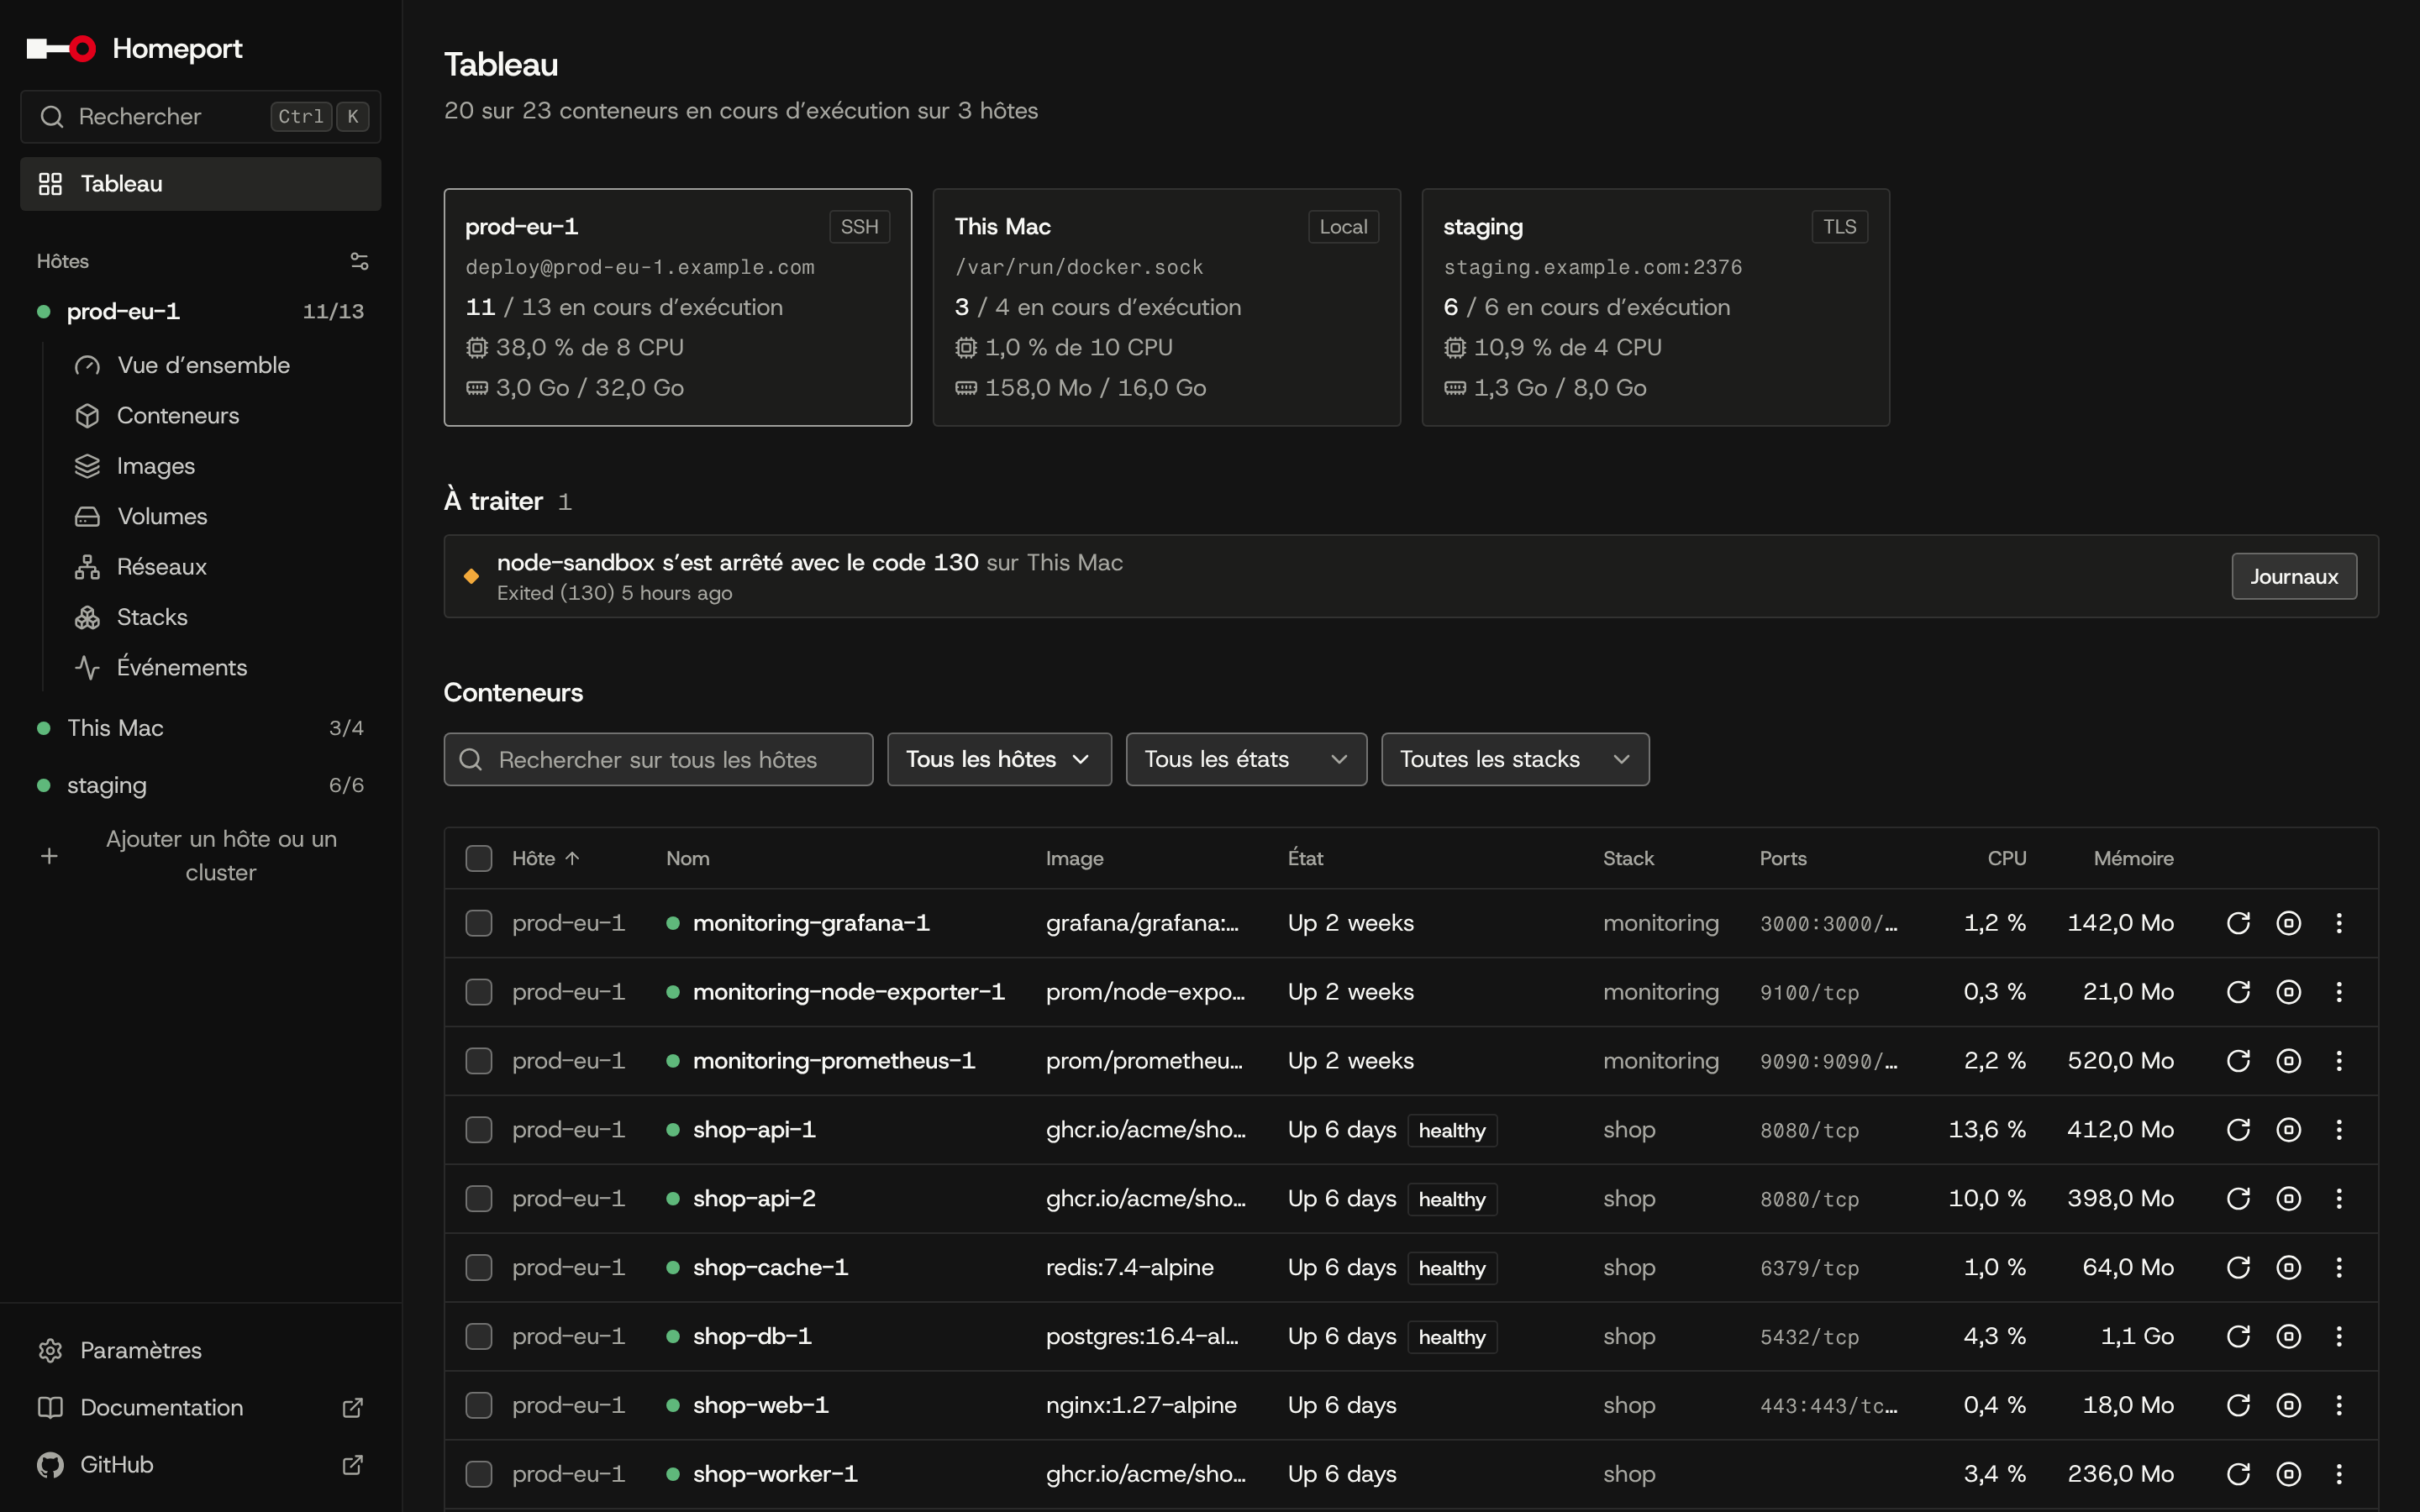 Homeport
Rechercher Ctrl K
Tableau
Hôtes
prod-eu-1 11/13
Vue d’ensemble
Conteneurs
Images
Volumes
Réseaux
Stacks
Événements
This Mac 3/4
staging 6/6
Ajouter un hôte ou un
cluster
Paramètres
Documentation
GitHub
Tableau
20 sur 23 conteneurs en cours d’exécution sur 3 hôtes
prod-eu-1 SSH
deploy@prod-eu-1.example.com
11 / 13 en cours d’exécution
38,0 % de 8 CPU
3,0 Go / 32,0 Go
This Mac Local
/var/run/docker.sock
3 / 4 en cours d’exécution
1,0 % de 10 CPU
158,0 Mo / 16,0 Go
staging TLS
staging.example.com:2376
6 / 6 en cours d’exécution
10,9 % de 4 CPU
1,3 Go / 8,0 Go
À traiter 1
node-sandbox s’est arrêté avec le code 130 sur This Mac
Exited (130) 5 hours ago
Journaux
Conteneurs
Rechercher sur tous les hôtes Tous les hôtes Tous les états Toutes les stacks
Hôte Nom Image État Stack Ports CPU Mémoire
prod-eu-1 monitoring-grafana-1 grafana/grafana:... Up 2 weeks monitoring 3000:3000/... 1,2 % 142,0 Mo
prod-eu-1 monitoring-node-exporter-1 prom/node-expo... Up 2 weeks monitoring 9100/tcp 0,3 % 21,0 Mo
prod-eu-1 monitoring-prometheus-1 prom/prometheu... Up 2 weeks monitoring 9090:9090/... 2,2 % 520,0 Mo
prod-eu-1 shop-api-1 ghcr.io/acme/sho... Up 6 days healthy shop 8080/tcp 13,6 % 412,0 Mo
prod-eu-1 shop-api-2 ghcr.io/acme/sho... Up 6 days healthy shop 8080/tcp 10,0 % 398,0 Mo
prod-eu-1 shop-cache-1 redis:7.4-alpine Up 6 days healthy shop 6379/tcp 1,0 % 64,0 Mo
prod-eu-1 shop-db-1 postgres:16.4-al... Up 6 days healthy shop 5432/tcp 4,3 % 1,1 Go
prod-eu-1 shop-web-1 nginx:1.27-alpine Up 6 days shop 443:443/tc... 0,4 % 18,0 Mo
prod-eu-1 shop-worker-1 ghcr.io/acme/sho... Up 6 days shop 3,4 % 236,0 Mo